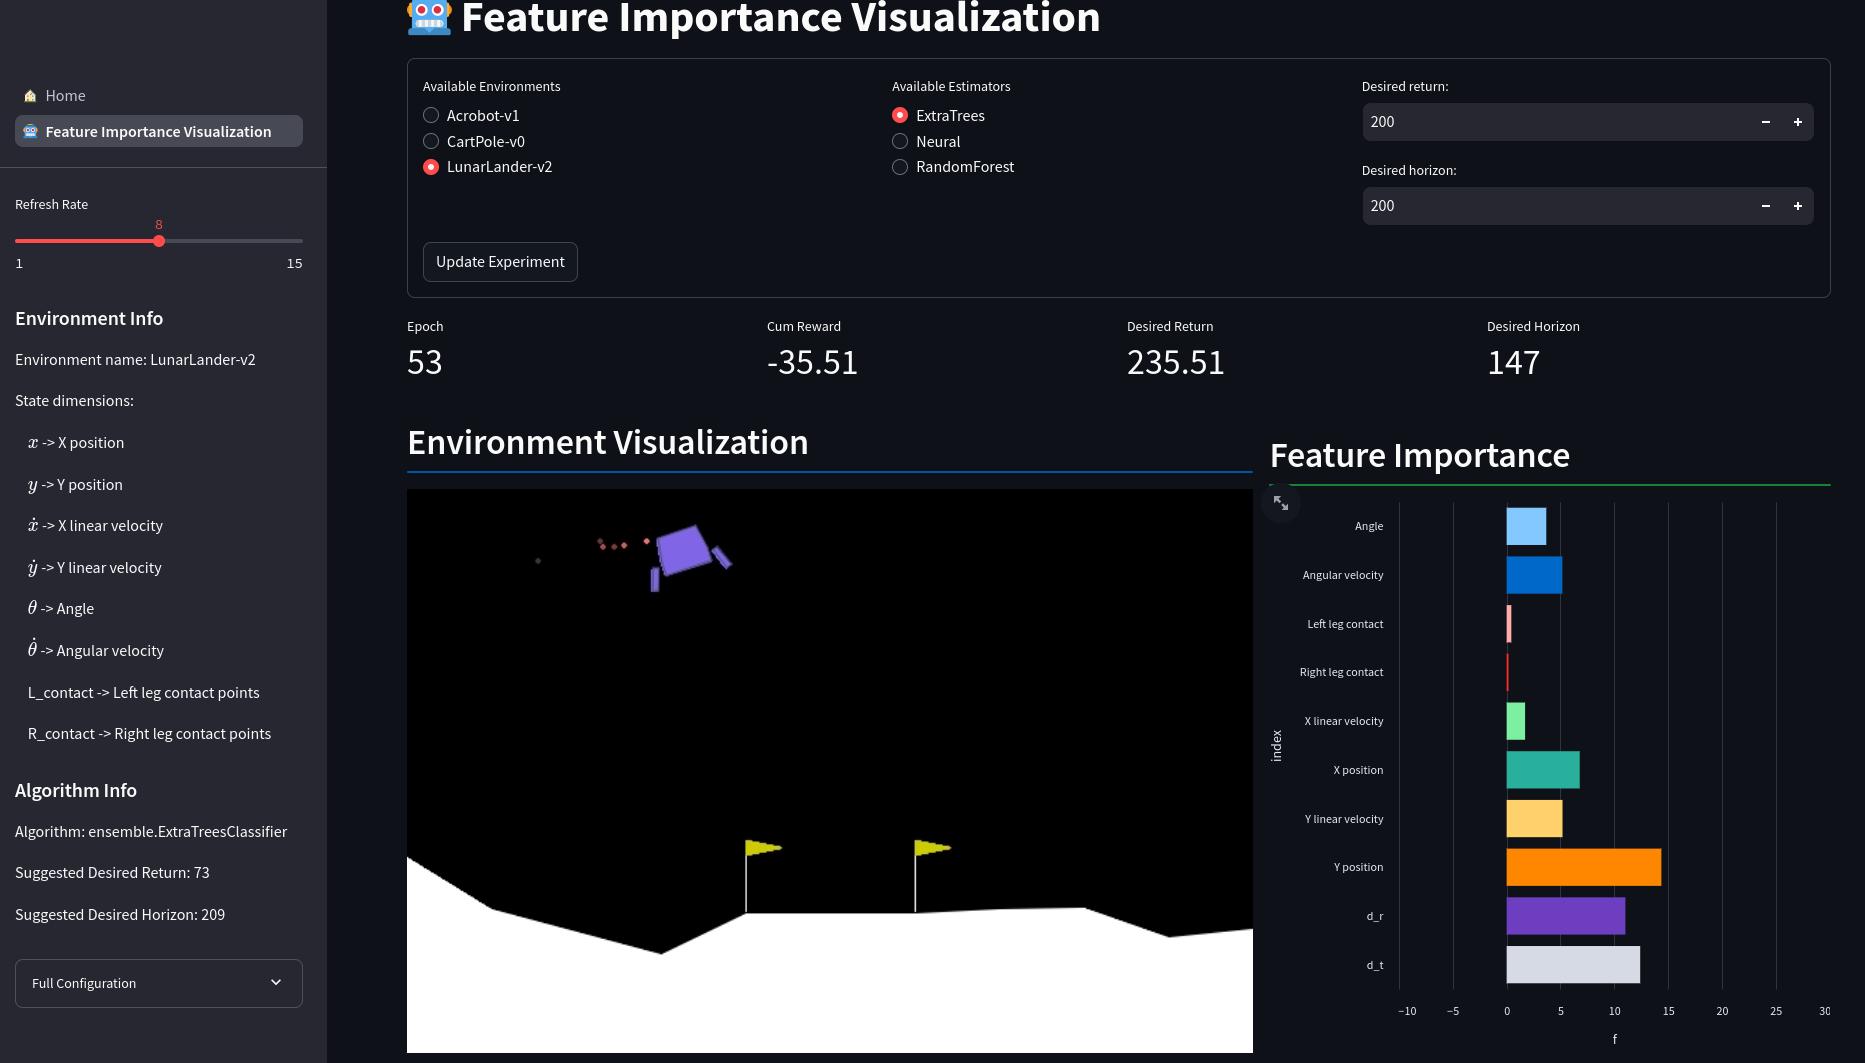 Feature Importance Visualization
Home
Feature Importance Visualization
Refresh Rate
8
1 15
Environment Info
Environment name: LunarLander-v2
State dimensions:
x -> X position
y -> Y position
ẋ -> X linear velocity
ẏ -> Y linear velocity
θ -> Angle
θ̇ -> Angular velocity
L_contact -> Left leg contact points
R_contact -> Right leg contact points
Algorithm Info
Algorithm: ensemble.ExtraTreesClassifier
Suggested Desired Return: 73
Suggested Desired Horizon: 209
Full Configuration
Available Environments
Acrobot-v1
CartPole-v0
LunarLander-v2
Available Estimators
ExtraTrees
Neural
RandomForest
Desired return:
200 − +
Desired horizon:
200 − +
Update Experiment
Epoch
53
Cum Reward
-35.51
Desired Return
235.51
Desired Horizon
147
Environment Visualization
Feature Importance
Angle
Angular velocity
Left leg contact
Right leg contact
X linear velocity
X position
Y linear velocity
Y position
d_r
d_t
index
−10 −5 0 5 10 15 20 25 30
f